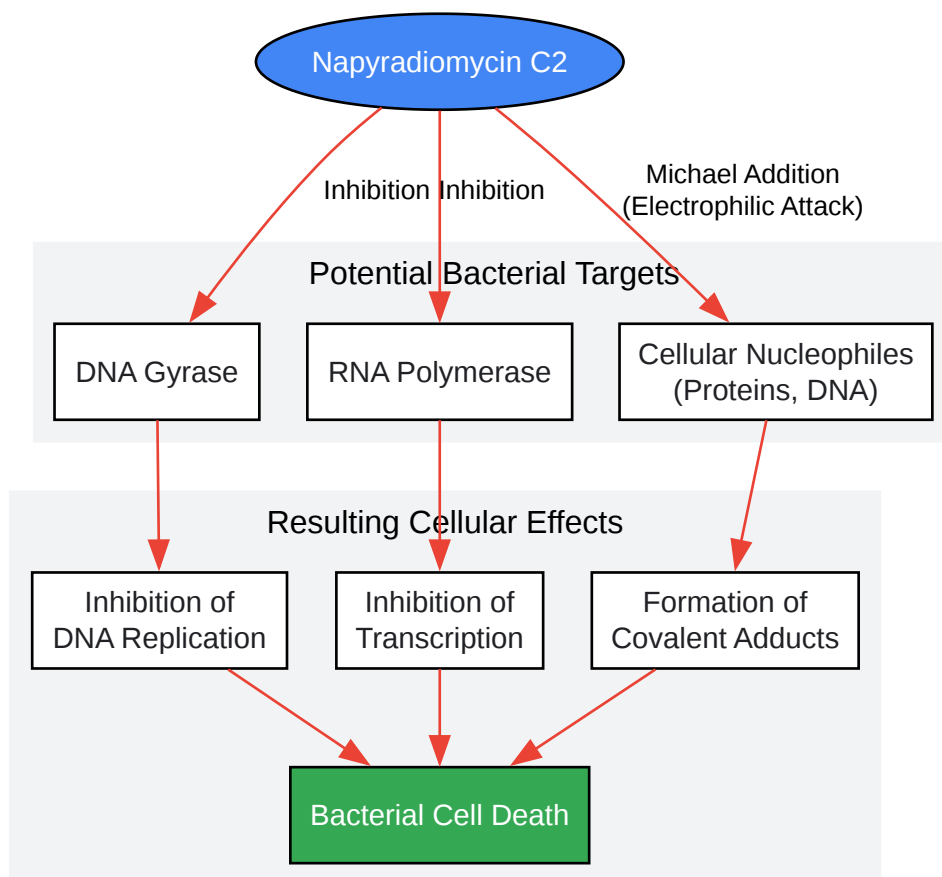 Napyradiomycin C2
Inhibition
Inhibition
Michael Addition
(Electrophilic Attack)
Potential Bacterial Targets
DNA Gyrase
RNA Polymerase
Cellular Nucleophiles
(Proteins, DNA)
Resulting Cellular Effects
Inhibition of
DNA Replication
Inhibition of
Transcription
Formation of
Covalent Adducts
Bacterial Cell Death